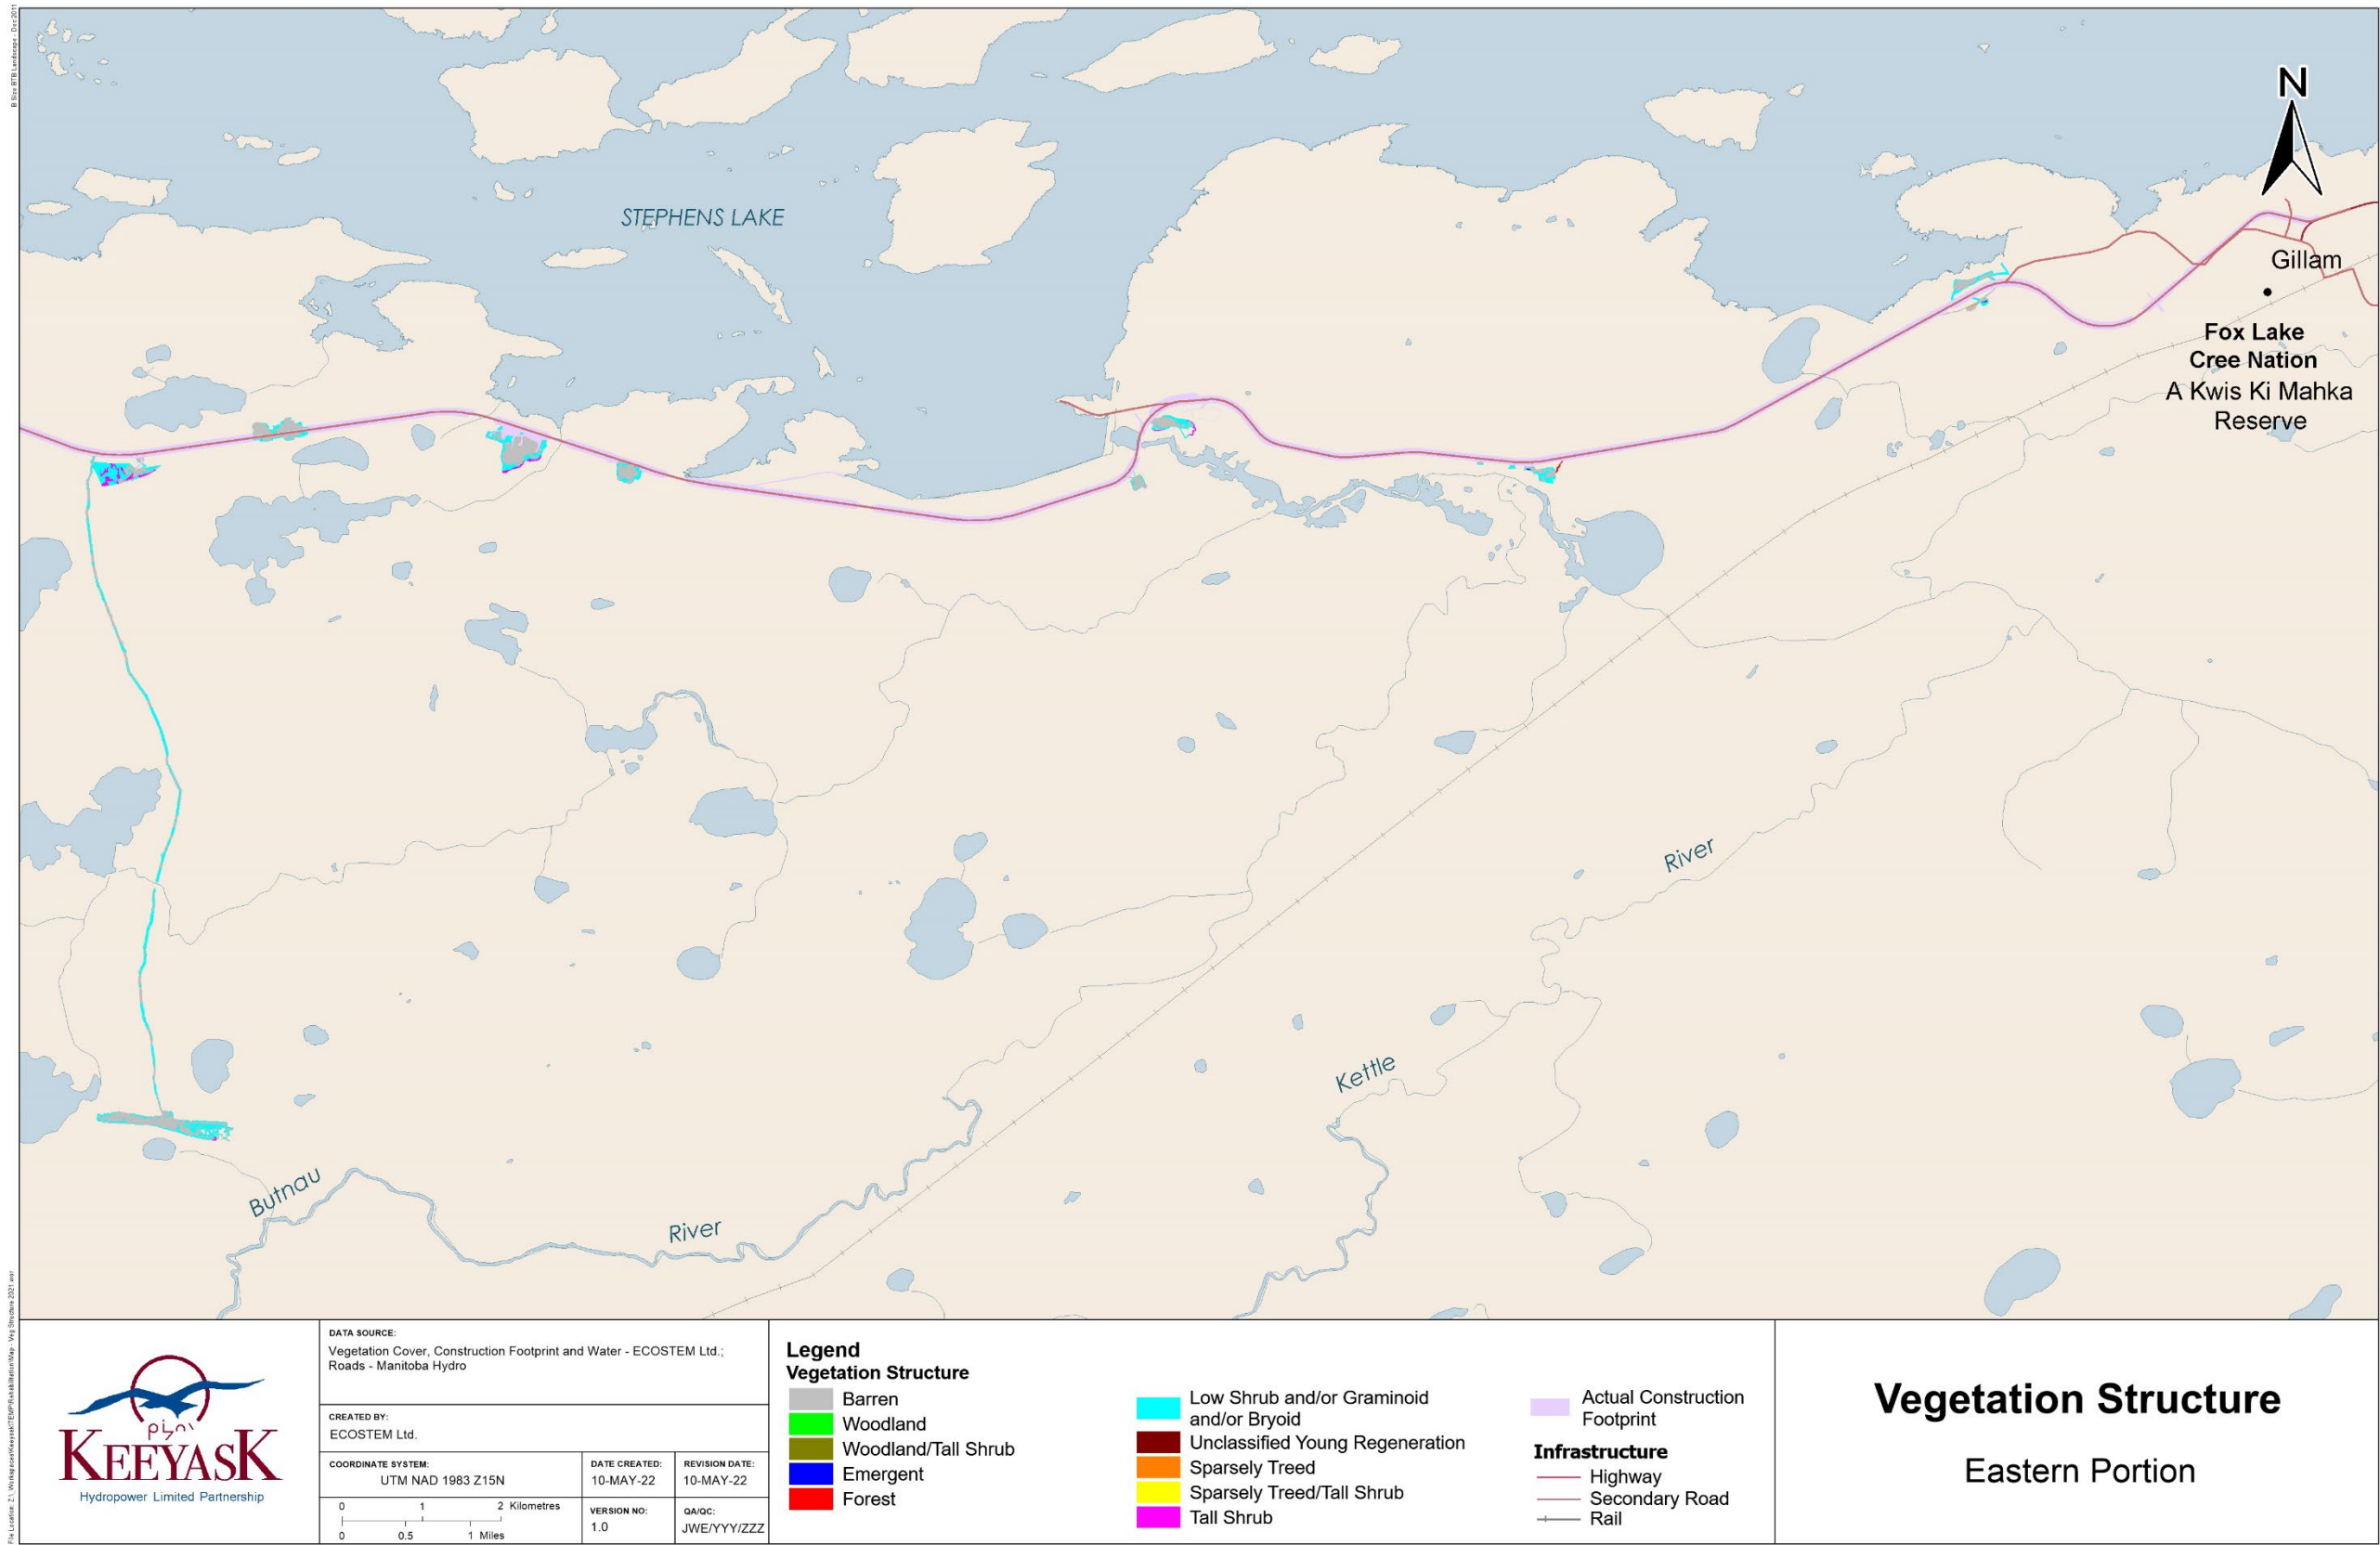 B Size BTB Landscape - Dec 2011
N
STEPHENS LAKE
Gillam
Fox Lake
Cree Nation
A Kwis Ki Mahka
Reserve
River
Kettle
Butnau
River
KEEYASK
Hydropower Limited Partnership
DATA SOURCE:
Vegetation Cover, Construction Footprint and Water - ECOSTEM Ltd.;
Roads - Manitoba Hydro
CREATED BY:
ECOSTEM Ltd.
COORDINATE SYSTEM:
UTM NAD 1983 Z15N
DATE CREATED:
10-MAY-22
REVISION DATE:
10-MAY-22
0 1 2 Kilometres
0 0.5 1 Miles
VERSION NO:
1.0
QA/QC:
JWE/YYY/ZZZ
Legend
Vegetation Structure
Barren
Woodland
Woodland/Tall Shrub
Emergent
Forest
Low Shrub and/or Graminoid
and/or Bryoid
Unclassified Young Regeneration
Sparsely Treed
Sparsely Treed/Tall Shrub
Tall Shrub
Actual Construction
Footprint
Infrastructure
Highway
Secondary Road
Rail
Vegetation Structure
Eastern Portion